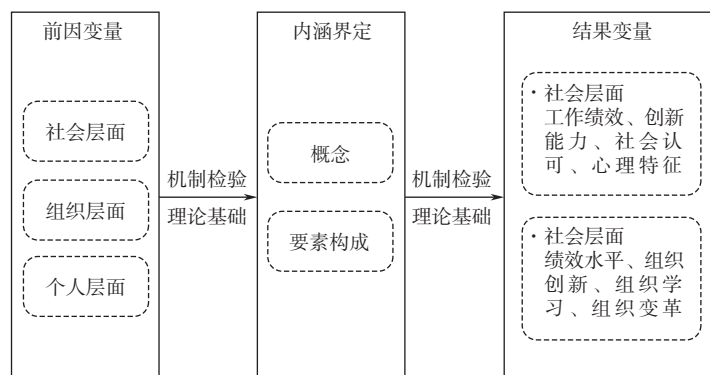 前因变量
社会层面
组织层面
个人层面
机制检验
理论基础
内涵界定
概念
要素构成
机制检验
理论基础
结果变量
·社会层面
工作绩效、创新
能力、社会认
可、心理特征
·社会层面
绩效水平、组织
创新、组织学
习、组织变革